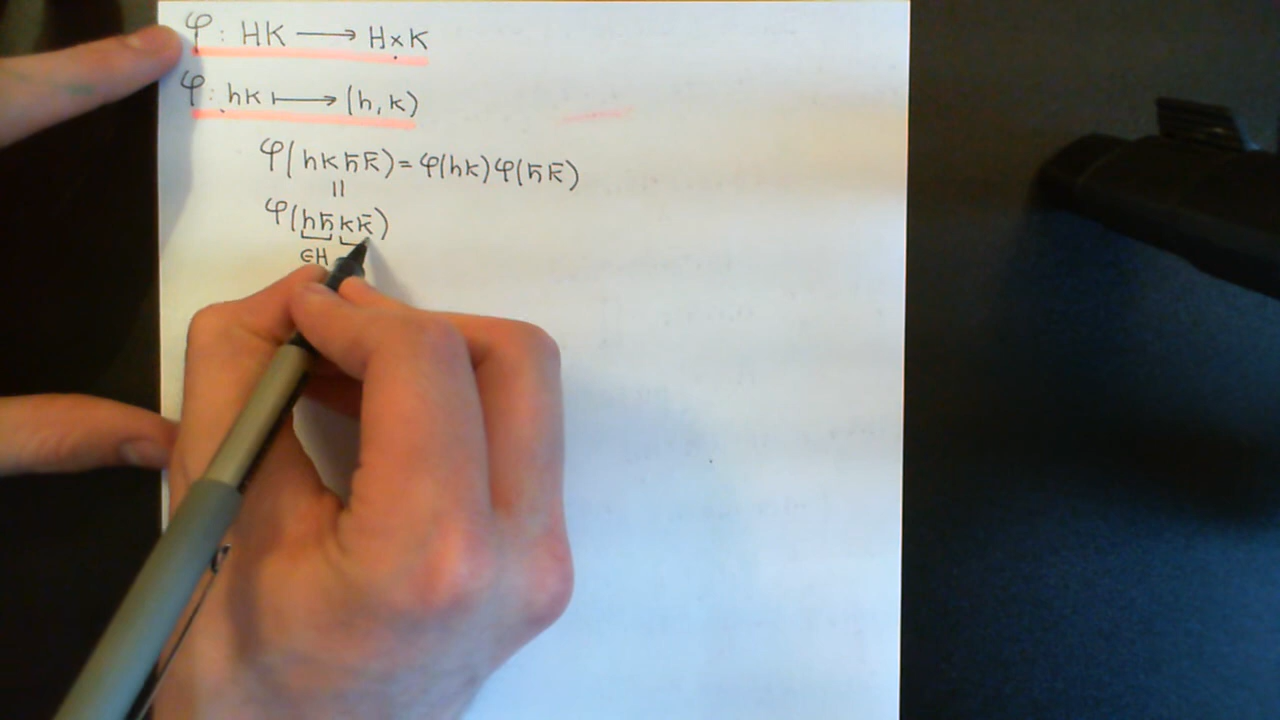 φ: HK ⟶ H×K
φ: hk ⟼ (h, k)
φ(hkh̄k̄) = φ(hk)φ(h̄k̄)
=
φ(hh̄kk̄)
∈H